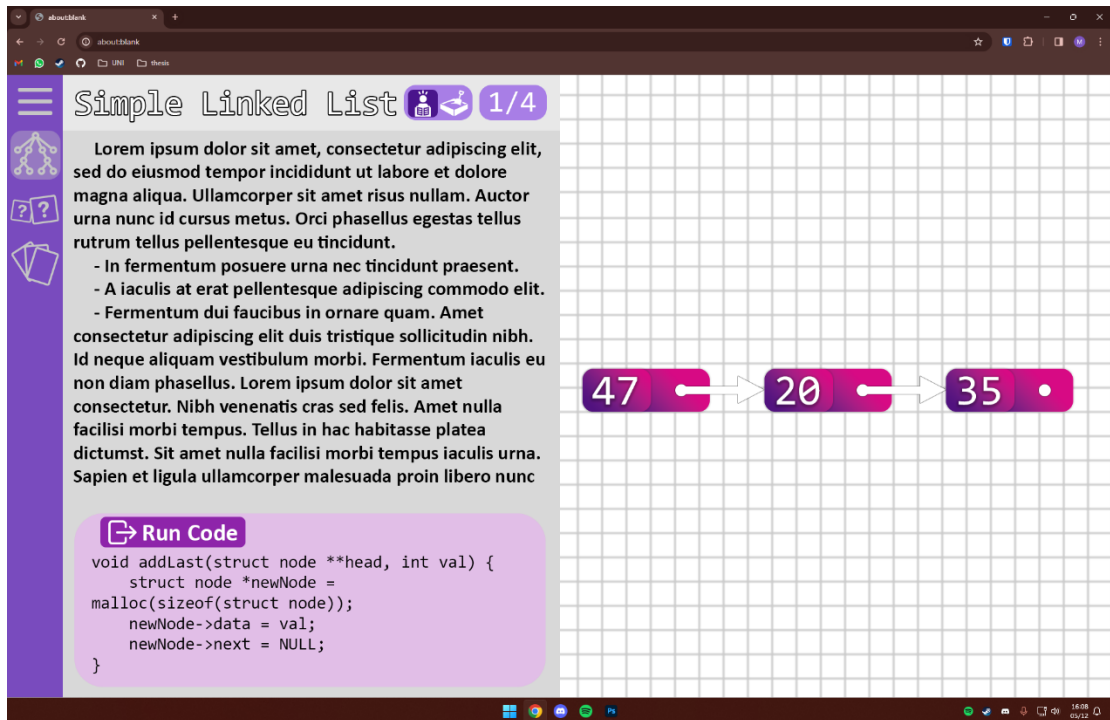 about:blank
about:blank
UNI thesis
Simple Linked List 1/4
Lorem ipsum dolor sit amet, consectetur adipiscing elit,
sed do eiusmod tempor incididunt ut labore et dolore
magna aliqua. Ullamcorper sit amet risus nullam. Auctor
urna nunc id cursus metus. Orci phasellus egestas tellus
rutrum tellus pellentesque eu tincidunt.
- In fermentum posuere urna nec tincidunt praesent.
- A iaculis at erat pellentesque adipiscing commodo elit.
- Fermentum dui faucibus in ornare quam. Amet
consectetur adipiscing elit duis tristique sollicitudin nibh.
Id neque aliquam vestibulum morbi. Fermentum iaculis eu
non diam phasellus. Lorem ipsum dolor sit amet
consectetur. Nibh venenatis cras sed felis. Amet nulla
facilisi morbi tempus. Tellus in hac habitasse platea
dictumst. Sit amet nulla facilisi morbi tempus iaculis urna.
Sapien et ligula ullamcorper malesuada proin libero nunc
Run Code
void addLast(struct node **head, int val) {
struct node *newNode =
malloc(sizeof(struct node));
newNode->data = val;
newNode->next = NULL;
}
47 20 35
? ?
M
Ps
16:08
05/12